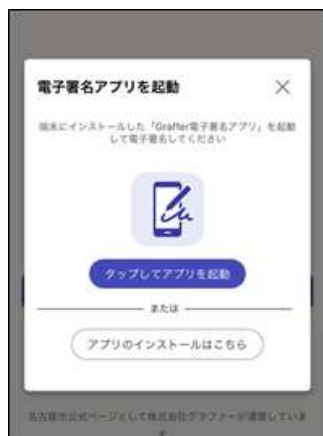 電子署名アプリを起動
端末にインストールした「Graffer電子署名アプリ」を起動
して電子署名してください
タップしてアプリを起動
または
アプリのインストールはこちら
名古屋市公式ページとして株式会社グラファーが運営していま
す